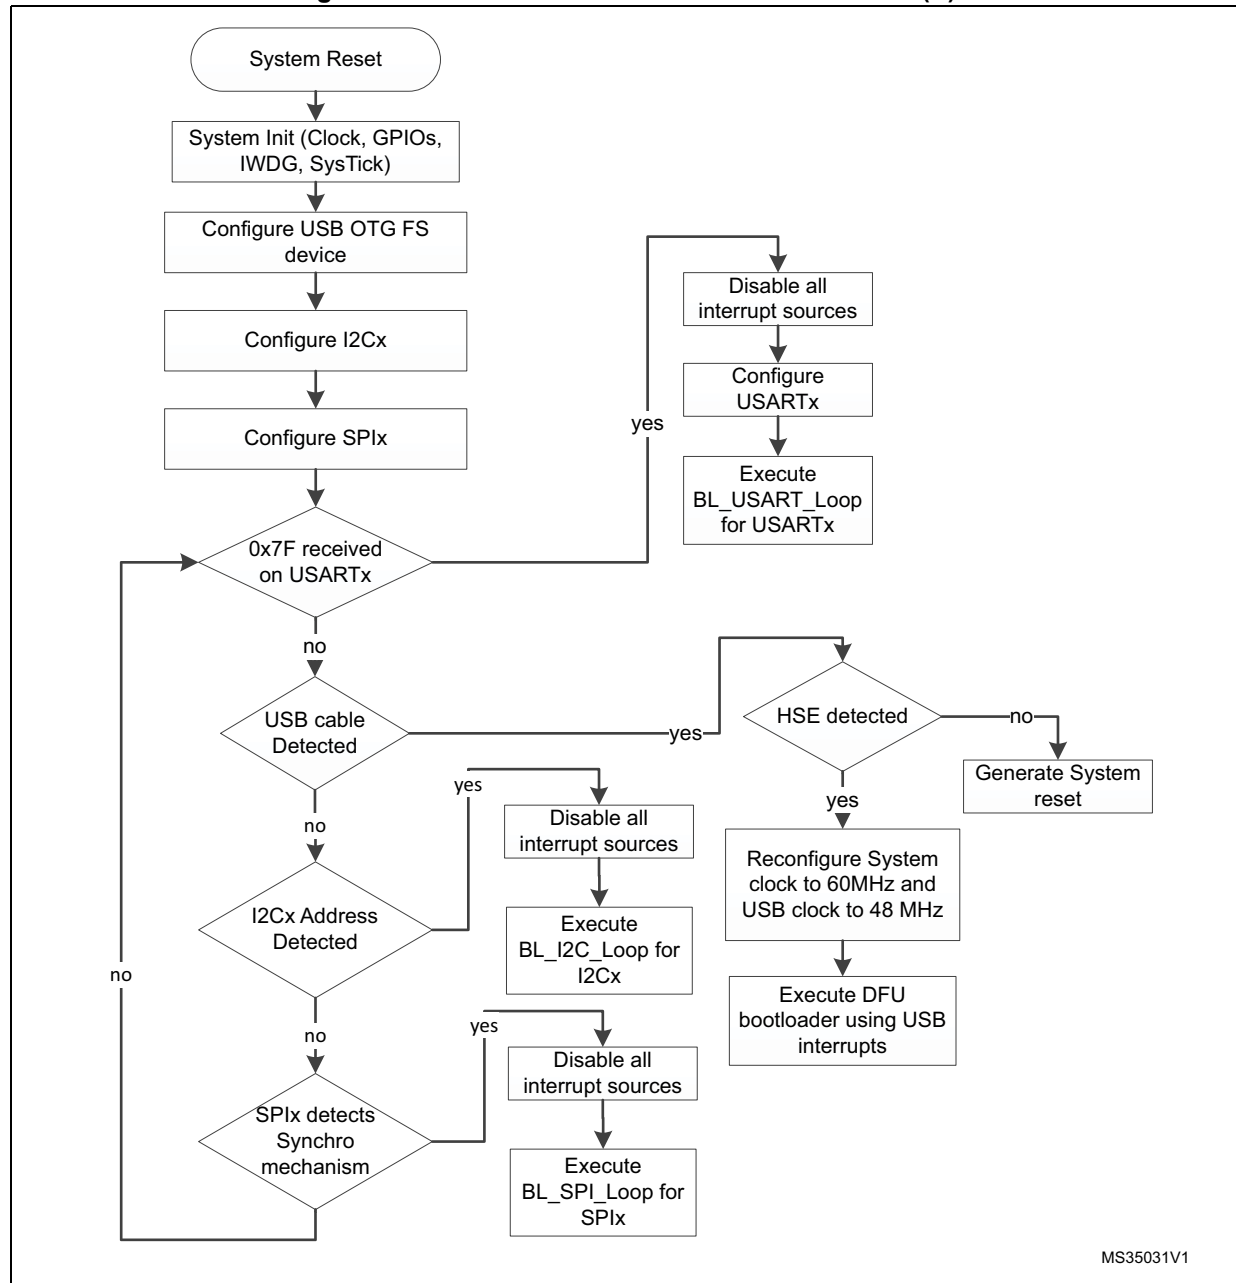 System Reset
System Init (Clock, GPIOs,
IWDG, SysTick)
Configure USB OTG FS
device
Configure I2Cx
Configure SPIx
0x7F received
on USARTx
yes
Disable all
interrupt sources
Configure
USARTx
Execute
BL_USART_Loop
for USARTx
no
USB cable
Detected
yes
HSE detected
no
Generate System
reset
yes
Reconfigure System
clock to 60MHz and
USB clock to 48 MHz
Execute DFU
bootloader using USB
interrupts
no
I2Cx Address
Detected
yes
Disable all
interrupt sources
Execute
BL_I2C_Loop for
I2Cx
no
SPIx detects
Synchro
mechanism
yes
Disable all
interrupt sources
Execute
BL_SPI_Loop for
SPIx
no
MS35031V1